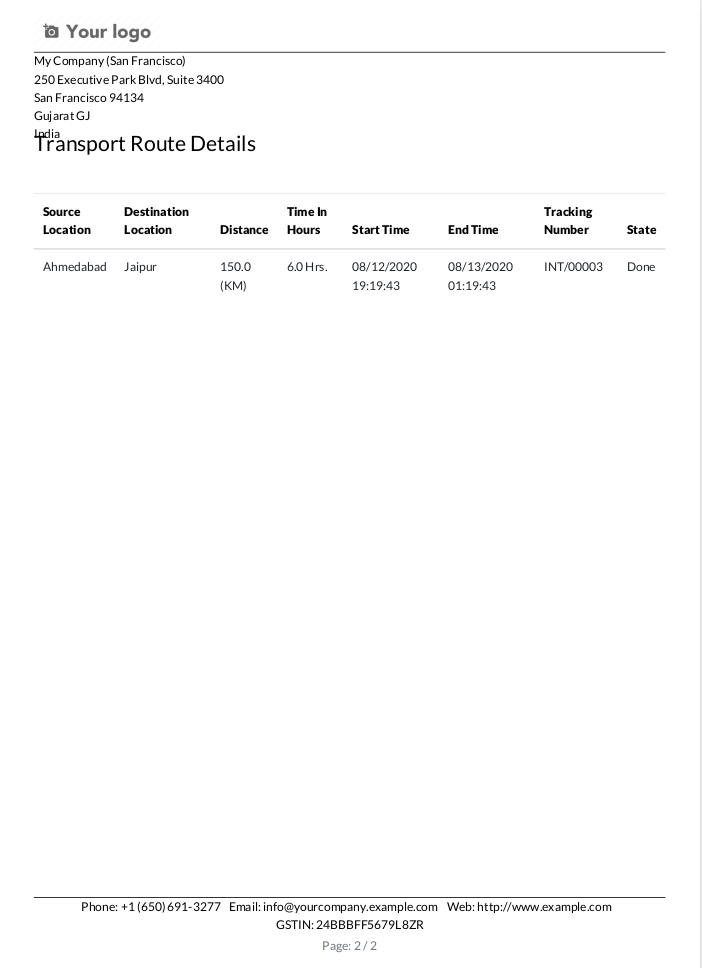 Your logo
My Company (San Francisco)
250 Executive Park Blvd, Suite 3400
San Francisco 94134
Gujarat GJ
India
Transport Route Details
Source Location Destination Location Distance Time In Hours Start Time End Time Tracking Number State
Ahmedabad Jaipur 150.0 (KM) 6.0 Hrs. 08/12/2020 19:19:43 08/13/2020 01:19:43 INT/00003 Done
Phone: +1 (650) 691-3277 Email: info@yourcompany.example.com Web: http://www.example.com
GSTIN: 24BBBFF5679L8ZR
Page: 2 / 2